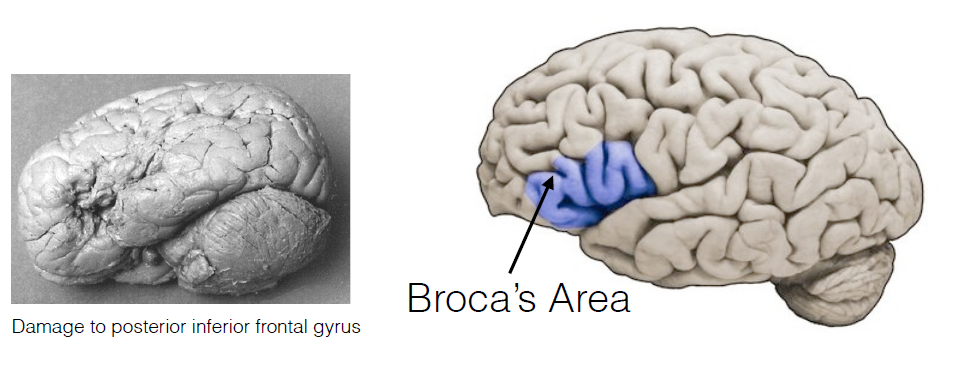 Broca's Area
Damage to posterior inferior frontal gyrus